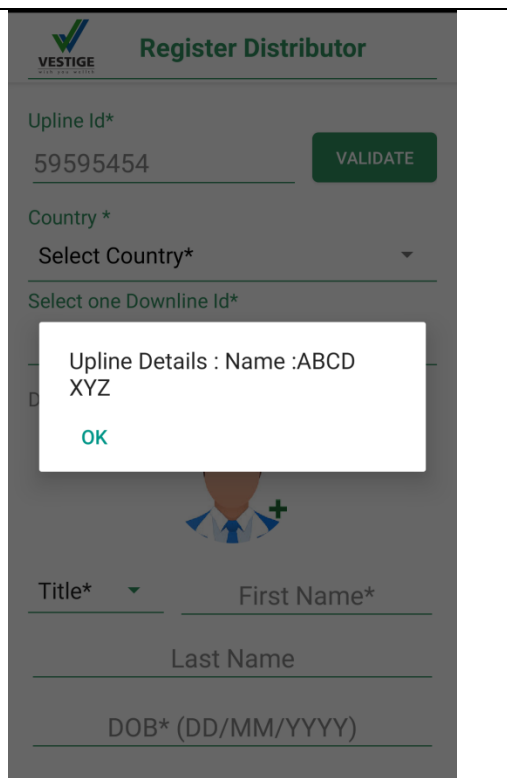 VESTIGE
Register Distributor
Upline Id*
59595454
VALIDATE
Country *
Select Country*
Select one Downline Id*
Upline Details : Name :ABCD
XYZ
D
OK
Title*
First Name*
Last Name
DOB* (DD/MM/YYYY)